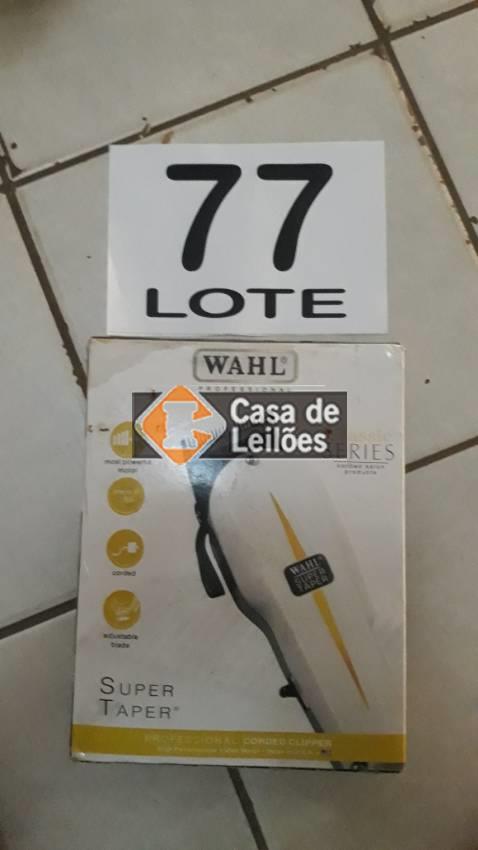 77
LOTE
WAHL®
PROFESSIONAL
Casa de
Leilões
Classic
SERIES
most powerful
motor
corded
adjustable
blade
WAHL
SUPER
TAPER
SUPER
TAPER®
PROFESSIONAL CORDED CLIPPER